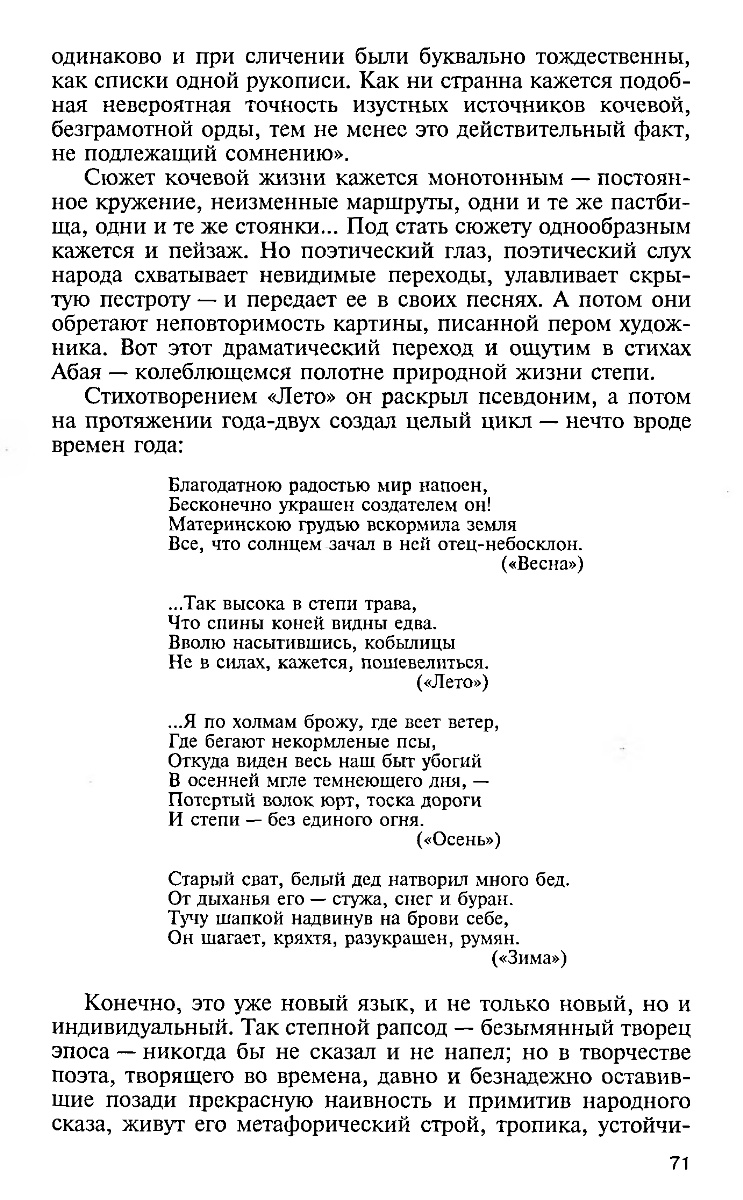 одинаково и при сличении были буквально тождественны,
как списки одной рукописи. Как ни странна кажется подоб-
ная невероятная точность изустных источников кочевой,
безграмотной орды, тем не менее это действительный факт,
не подлежащий сомнению».
Сюжет кочевой жизни кажется монотонным — постоян-
ное кружение, неизменные маршруты, одни и те же пастби-
ща, одни и те же стоянки... Под стать сюжету однообразным
кажется и пейзаж. Но поэтический глаз, поэтический слух
народа схватывает невидимые переходы, улавливает скры-
тую пестроту — и передает ее в своих песнях. А потом они
обретают неповторимость картины, писанной пером худож-
ника. Вот этот драматический переход и ощутим в стихах
Абая — колеблющемся полотне природной жизни степи.
Стихотворением «Лето» он раскрыл псевдоним, а потом
на протяжении года-двух создал целый цикл — нечто вроде
времен года:
Благодатною радостью мир напоен,
Бесконечно украшен создателем он!
Материнскою грудью вскормила земля
Все, что солнцем зачал в ней отец-небосклон.
(«Весна»)
...Так высока в степи трава,
Что спины коней видны едва.
Вволю насытившись, кобылицы
Не в силах, кажется, пошевелиться.
(«Лето»)
...Я по холмам брожу, где веет ветер,
Где бегают некормленые псы,
Откуда виден весь наш быт убогий
В осенней мгле темнеющего дня, —
Потертый волок юрт, тоска дороги
И степи — без единого огня.
(«Осень»)
Старый сват, белый дед натворил много бед.
От дыханья его — стужа, снег и буран.
Тучу шапкой надвинув на брови себе,
Он шагает, кряхтя, разукрашен, румян.
(«Зима»)
Конечно, это уже новый язык, и не только новый, но и
индивидуальный. Так степной рапсод — безымянный творец
эпоса — никогда бы не сказал и не напел; но в творчестве
поэта, творящего во времена, давно и безнадежно оставив-
шие позади прекрасную наивность и примитив народного
сказа, живут его метафорический строй, тропика, устойчи-
71